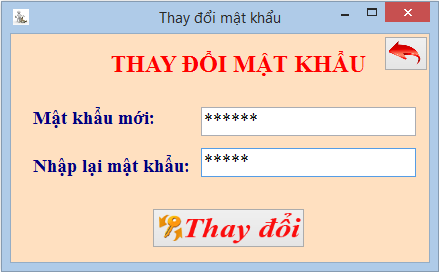 Thay đổi mật khẩu
THAY ĐỔI MẬT KHẨU
Mật khẩu mới: ******
Nhập lại mật khẩu: *****
Thay đổi